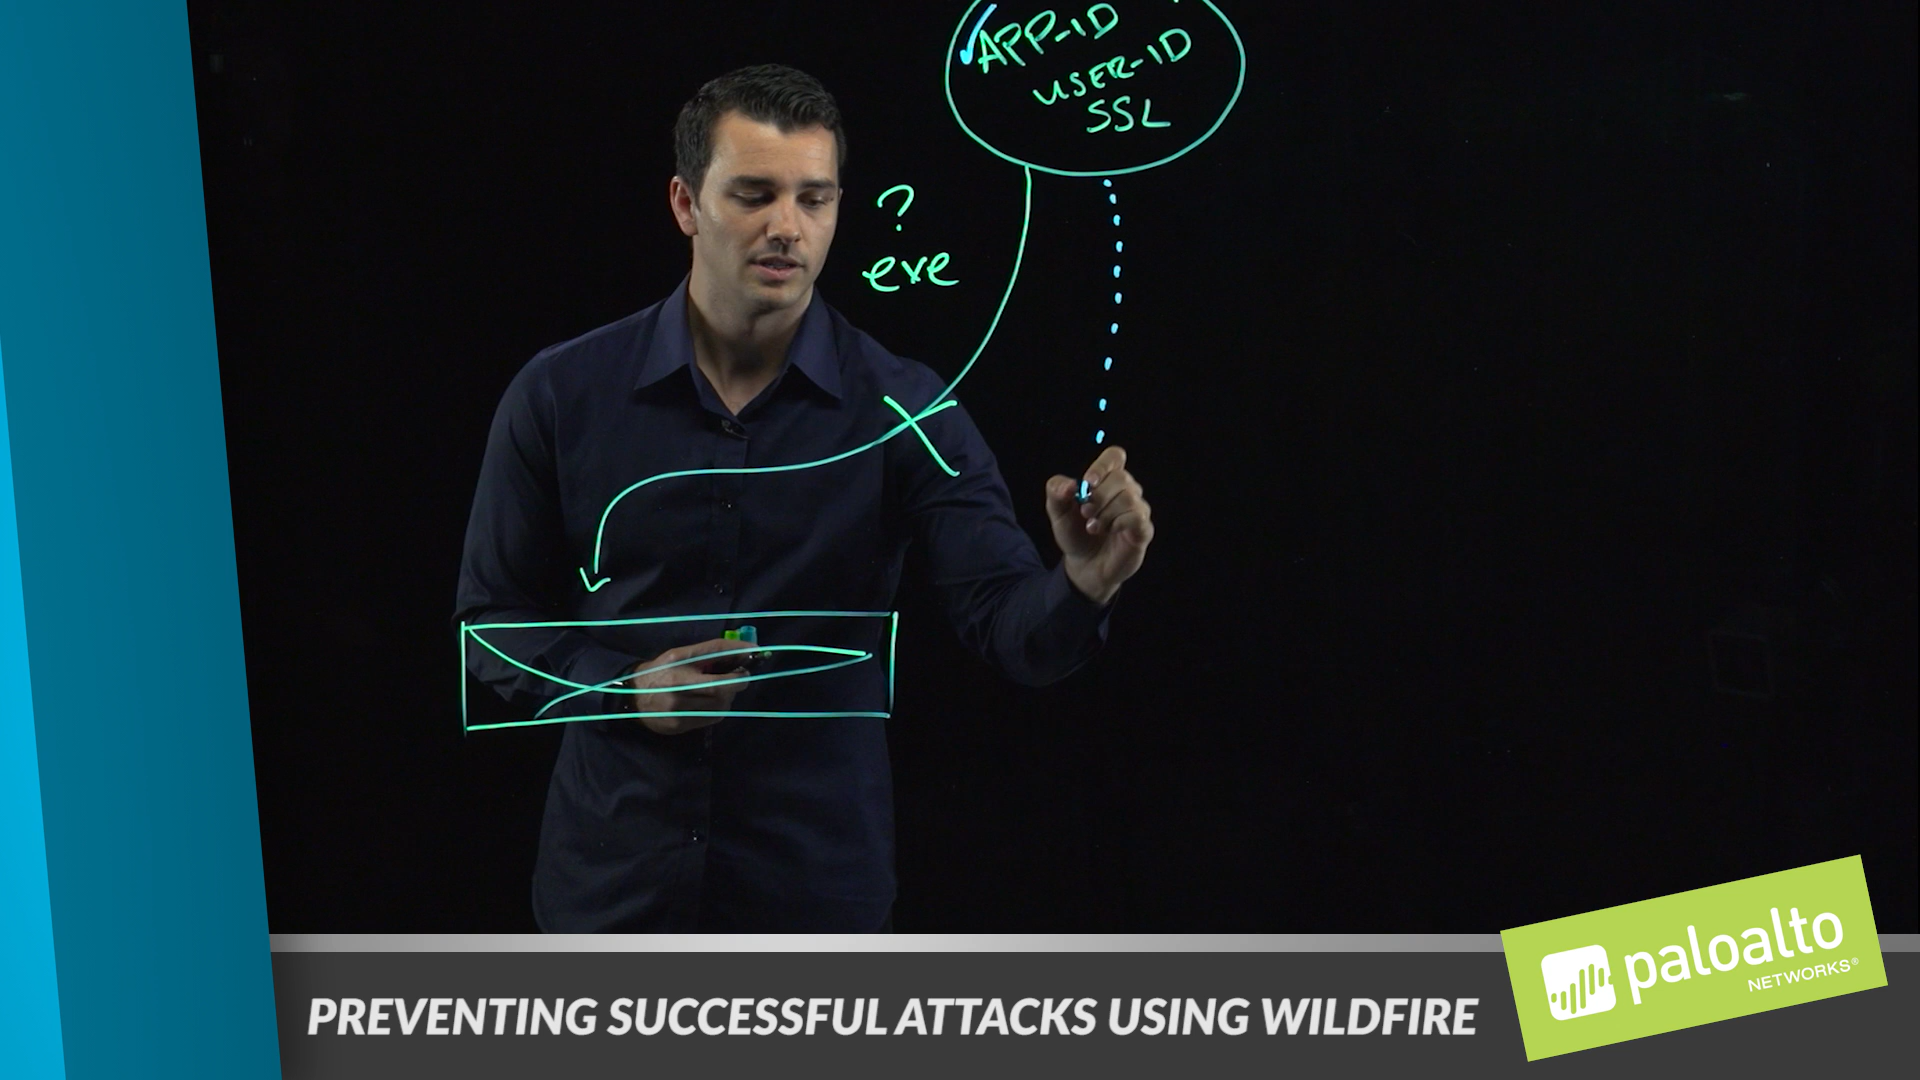 APP-ID
USER-ID
SSL
?
exe
PREVENTING SUCCESSFUL ATTACKS USING WILDFIRE
paloalto
NETWORKS®